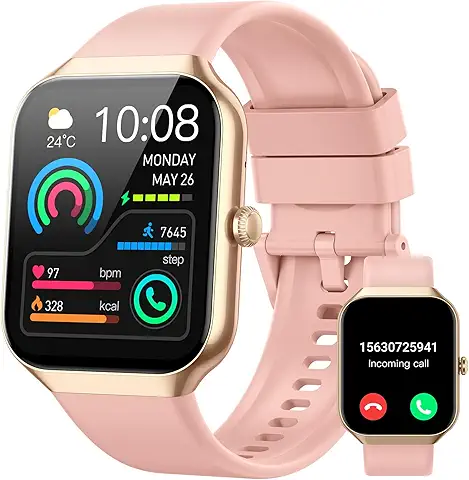 10:08
24°C
MONDAY
MAY 26
7645
step
97 bpm
328 kcal
15630725941
Incoming call